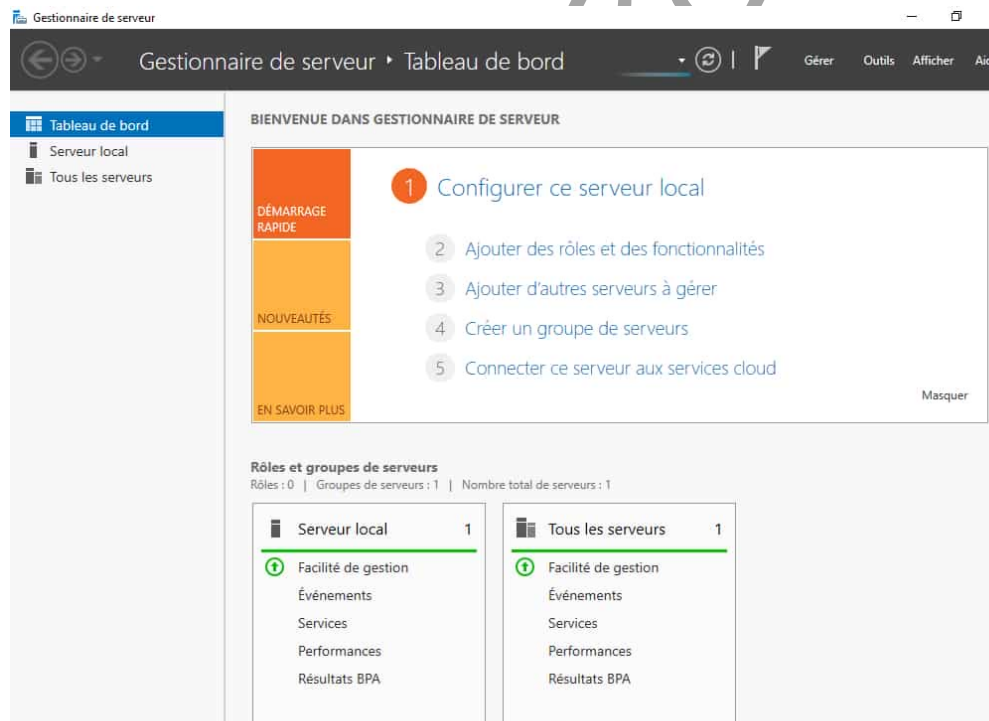 Gestionnaire de serveur
Gestionnaire de serveur ‣ Tableau de bord
Gérer Outils Afficher
Tableau de bord
Serveur local
Tous les serveurs
BIENVENUE DANS GESTIONNAIRE DE SERVEUR
DÉMARRAGE
RAPIDE
NOUVEAUTÉS
EN SAVOIR PLUS
1 Configurer ce serveur local
2 Ajouter des rôles et des fonctionnalités
3 Ajouter d'autres serveurs à gérer
4 Créer un groupe de serveurs
5 Connecter ce serveur aux services cloud
Masquer
Rôles et groupes de serveurs
Rôles : 0 | Groupes de serveurs : 1 | Nombre total de serveurs : 1
Serveur local 1
Facilité de gestion
Événements
Services
Performances
Résultats BPA
Tous les serveurs 1
Facilité de gestion
Événements
Services
Performances
Résultats BPA